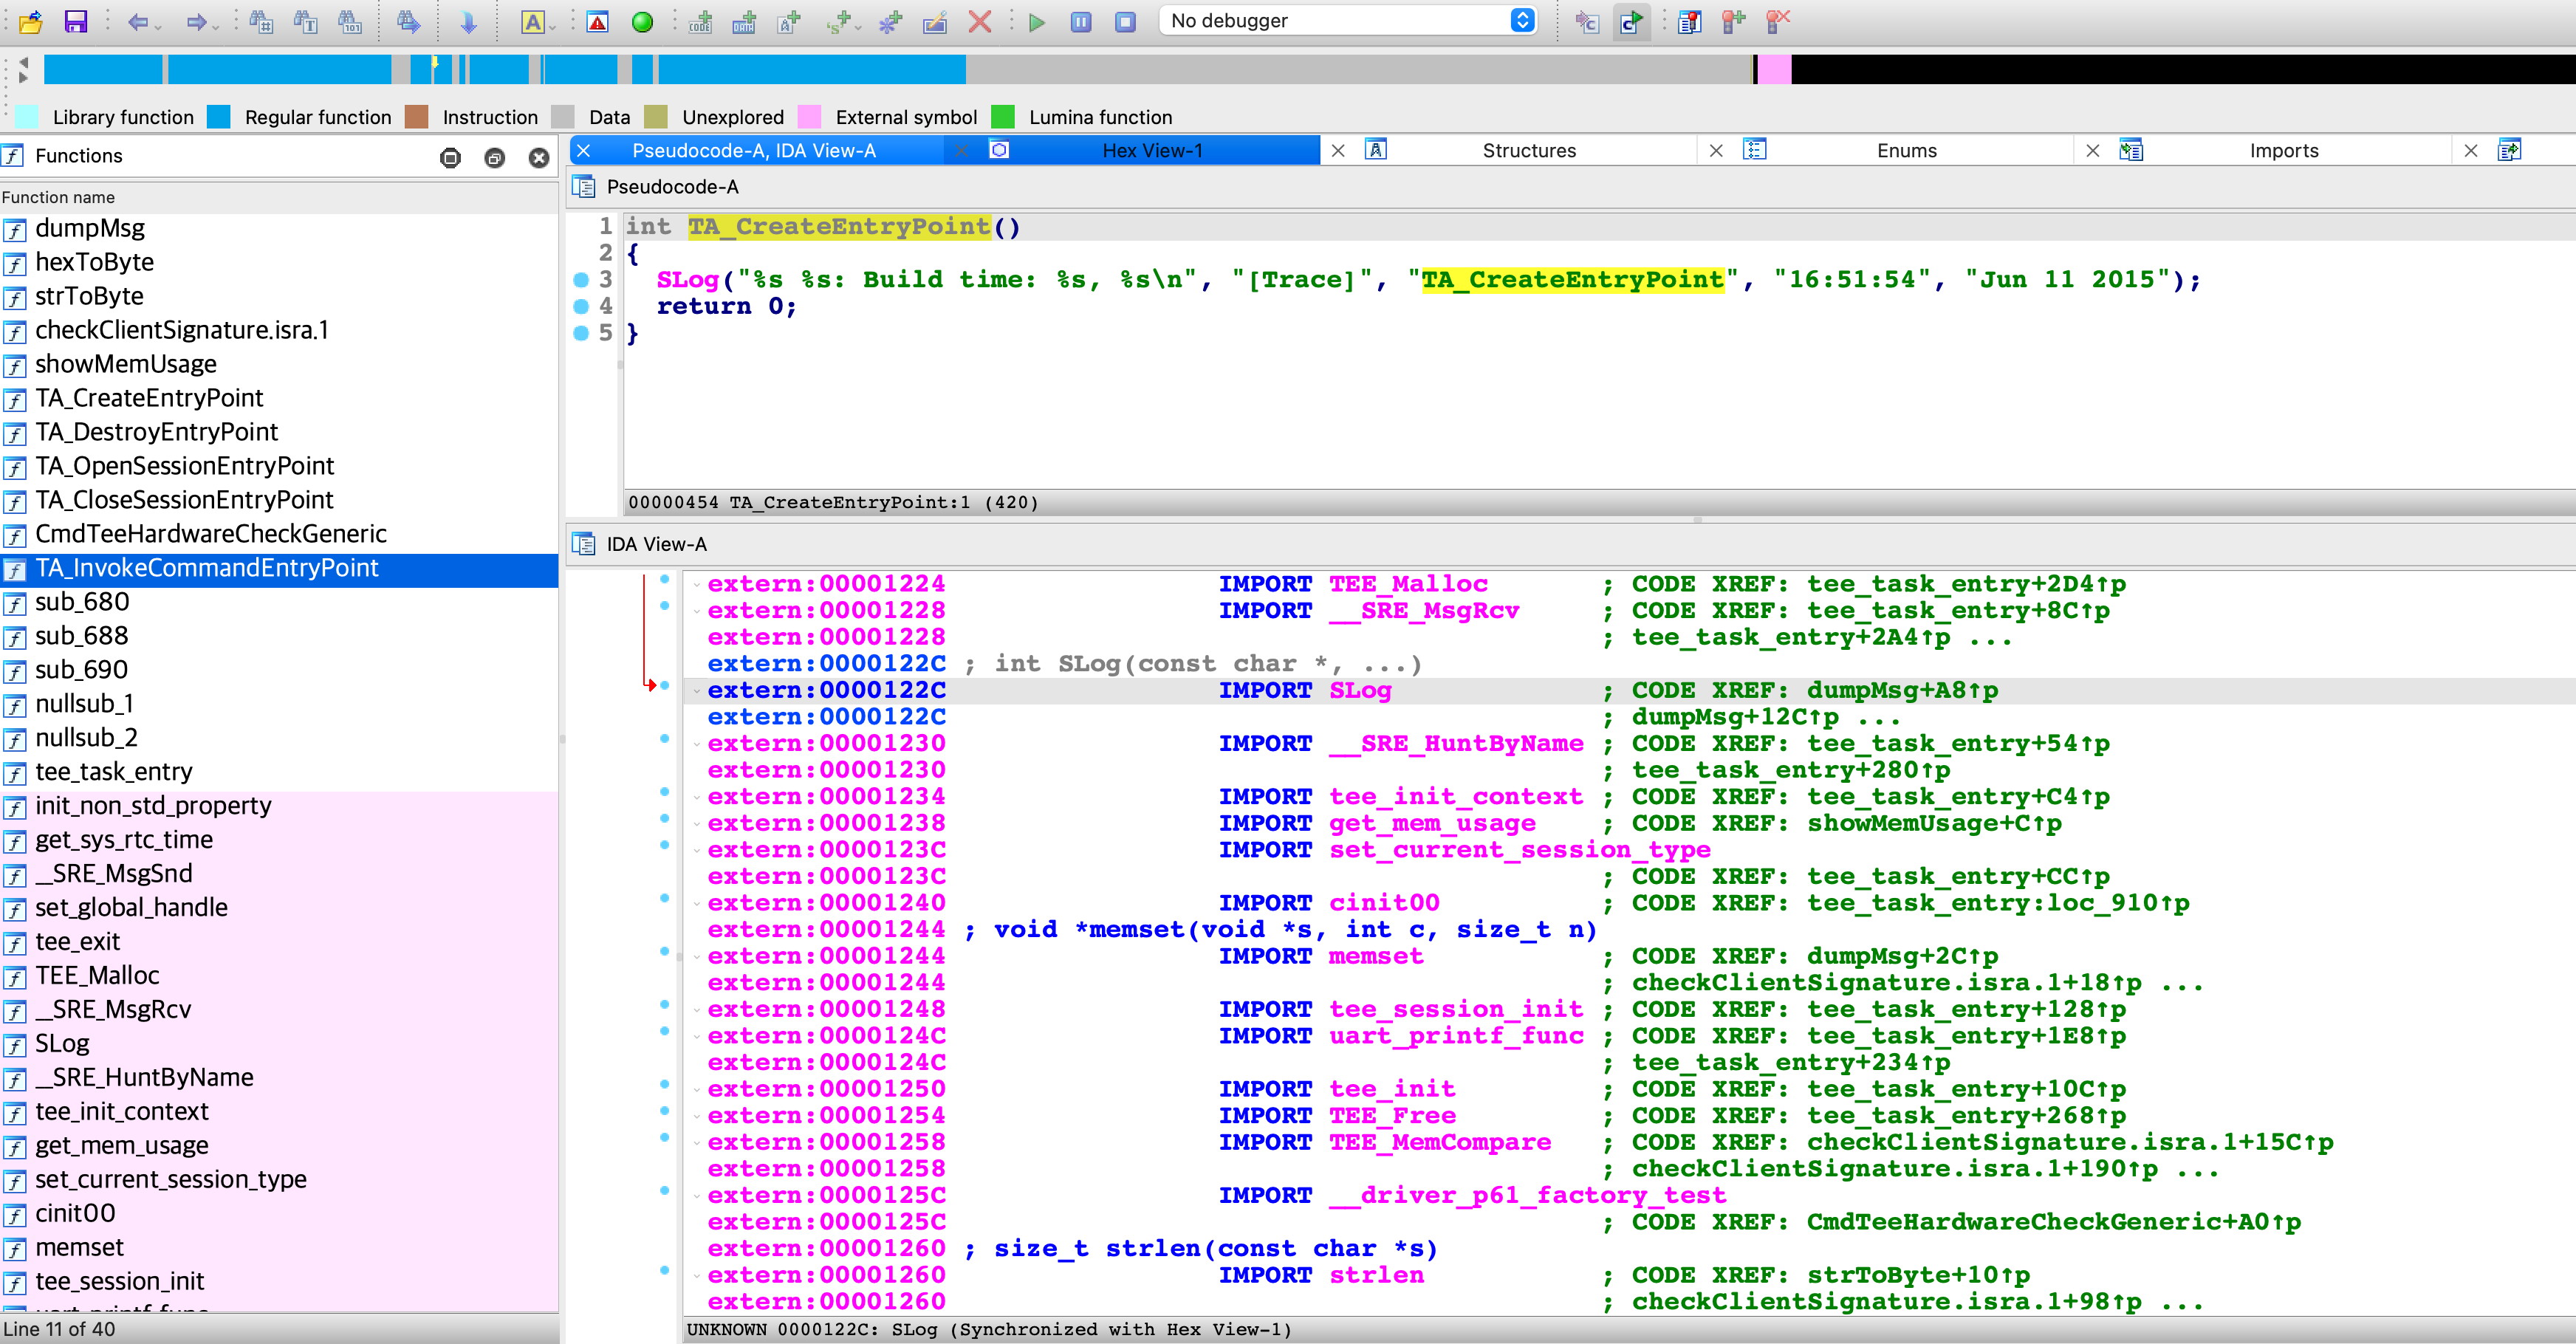 No debugger
Library function Regular function Instruction Data Unexplored External symbol Lumina function
Functions
Function name
dumpMsg
hexToByte
strToByte
checkClientSignature.isra.1
showMemUsage
TA_CreateEntryPoint
TA_DestroyEntryPoint
TA_OpenSessionEntryPoint
TA_CloseSessionEntryPoint
CmdTeeHardwareCheckGeneric
TA_InvokeCommandEntryPoint
sub_680
sub_688
sub_690
nullsub_1
nullsub_2
tee_task_entry
init_non_std_property
get_sys_rtc_time
__SRE_MsgSnd
set_global_handle
tee_exit
TEE_Malloc
__SRE_MsgRcv
SLog
__SRE_HuntByName
tee_init_context
get_mem_usage
set_current_session_type
cinit00
memset
tee_session_init
uart_printf_func
Line 11 of 40
Pseudocode-A, IDA View-A Hex View-1 Structures Enums Imports
Pseudocode-A
1 int TA_CreateEntryPoint()
2 {
3 SLog("%s %s: Build time: %s, %s\n", "[Trace]", "TA_CreateEntryPoint", "16:51:54", "Jun 11 2015");
4 return 0;
5 }
00000454 TA_CreateEntryPoint:1 (420)
IDA View-A
extern:00001224 IMPORT TEE_Malloc ; CODE XREF: tee_task_entry+2D4↑p
extern:00001228 IMPORT __SRE_MsgRcv ; CODE XREF: tee_task_entry+8C↑p
extern:00001228 ; tee_task_entry+2A4↑p ...
extern:0000122C ; int SLog(const char *, ...)
extern:0000122C IMPORT SLog ; CODE XREF: dumpMsg+A8↑p
extern:0000122C ; dumpMsg+12C↑p ...
extern:00001230 IMPORT __SRE_HuntByName ; CODE XREF: tee_task_entry+54↑p
extern:00001230 ; tee_task_entry+280↑p
extern:00001234 IMPORT tee_init_context ; CODE XREF: tee_task_entry+C4↑p
extern:00001238 IMPORT get_mem_usage ; CODE XREF: showMemUsage+C↑p
extern:0000123C IMPORT set_current_session_type
extern:0000123C ; CODE XREF: tee_task_entry+CC↑p
extern:00001240 IMPORT cinit00 ; CODE XREF: tee_task_entry:loc_910↑p
extern:00001244 ; void *memset(void *s, int c, size_t n)
extern:00001244 IMPORT memset ; CODE XREF: dumpMsg+2C↑p
extern:00001244 ; checkClientSignature.isra.1+18↑p ...
extern:00001248 IMPORT tee_session_init ; CODE XREF: tee_task_entry+128↑p
extern:0000124C IMPORT uart_printf_func ; CODE XREF: tee_task_entry+1E8↑p
extern:0000124C ; tee_task_entry+234↑p
extern:00001250 IMPORT tee_init ; CODE XREF: tee_task_entry+10C↑p
extern:00001254 IMPORT TEE_Free ; CODE XREF: tee_task_entry+268↑p
extern:00001258 IMPORT TEE_MemCompare ; CODE XREF: checkClientSignature.isra.1+15C↑p
extern:00001258 ; checkClientSignature.isra.1+190↑p ...
extern:0000125C IMPORT __driver_p61_factory_test
extern:0000125C ; CODE XREF: CmdTeeHardwareCheckGeneric+A0↑p
extern:00001260 ; size_t strlen(const char *s)
extern:00001260 IMPORT strlen ; CODE XREF: strToByte+10↑p
extern:00001260 ; checkClientSignature.isra.1+98↑p ...
UNKNOWN 0000122C: SLog (Synchronized with Hex View-1)